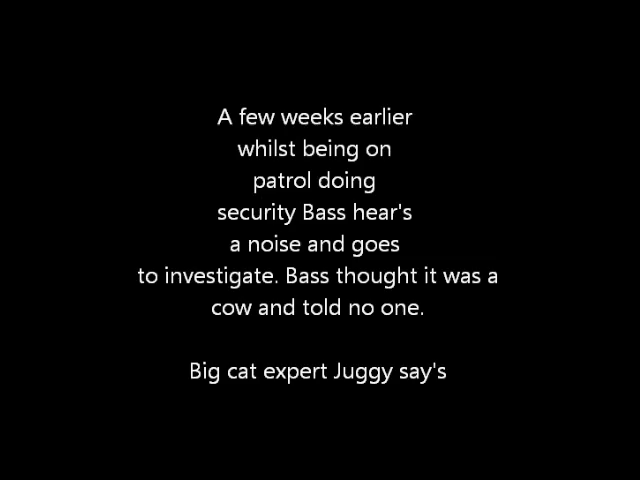 A few weeks earlier
whilst being on
patrol doing
security Bass hear's
a noise and goes
to investigate. Bass thought it was a
cow and told no one.
Big cat expert Juggy say's